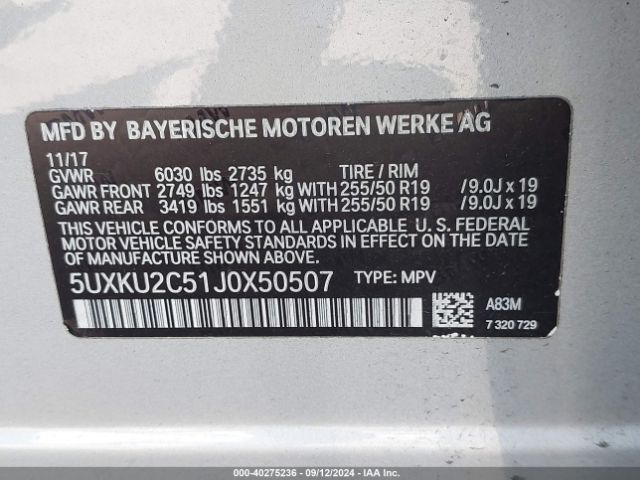 MFD BY BAYERISCHE MOTOREN WERKE AG
11/17
GVWR 6030 lbs 2735 kg TIRE / RIM
GAWR FRONT 2749 lbs 1247 kg WITH 255/50 R19 /9.0J x 19
GAWR REAR 3419 lbs 1551 kg WITH 255/50 R19 /9.0J x 19
THIS VEHICLE CONFORMS TO ALL APPLICABLE U. S. FEDERAL
MOTOR VEHICLE SAFETY STANDARDS IN EFFECT ON THE DATE
OF MANUFACTURE SHOWN ABOVE.
5UXKU2C51J0X50507 TYPE: MPV
A83M
7 320 729
000-40275236 - 09/12/2024 - IAA Inc.